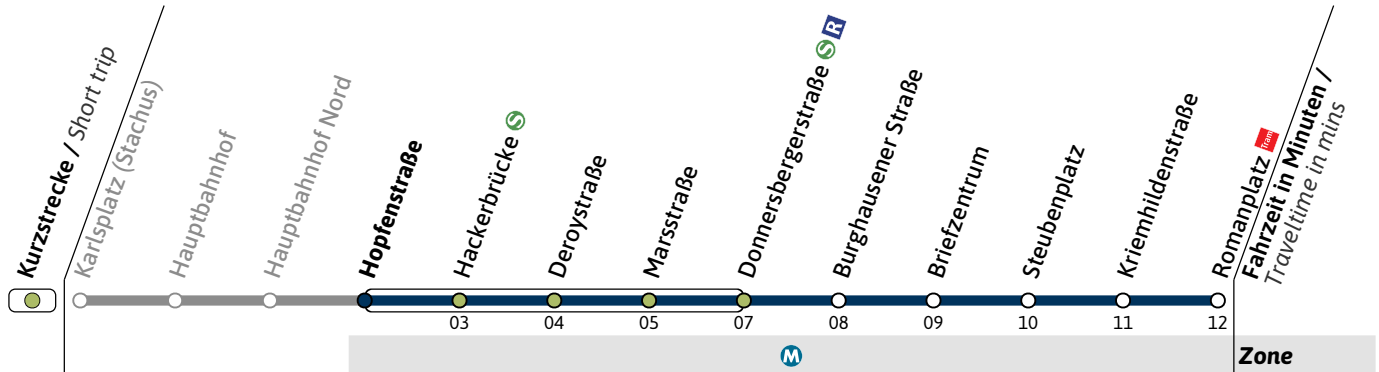 Kurzstrecke / Short trip
Karlsplatz (Stachus)
Hauptbahnhof
Hauptbahnhof Nord
Hopfenstraße
Hackerbrücke S
Deroystraße
Marsstraße
Donnersbergerstraße S R
Burghausener Straße
Briefzentrum
Steubenplatz
Kriemhildenstraße
Romanplatz Tram
Fahrzeit in Minuten /
Traveltime in mins
03 04 05 07 08 09 10 11 12
M Zone